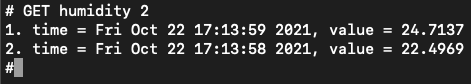 # GET humidity 2
1. time = Fri Oct 22 17:13:59 2021, value = 24.7137
2. time = Fri Oct 22 17:13:58 2021, value = 22.4969
#